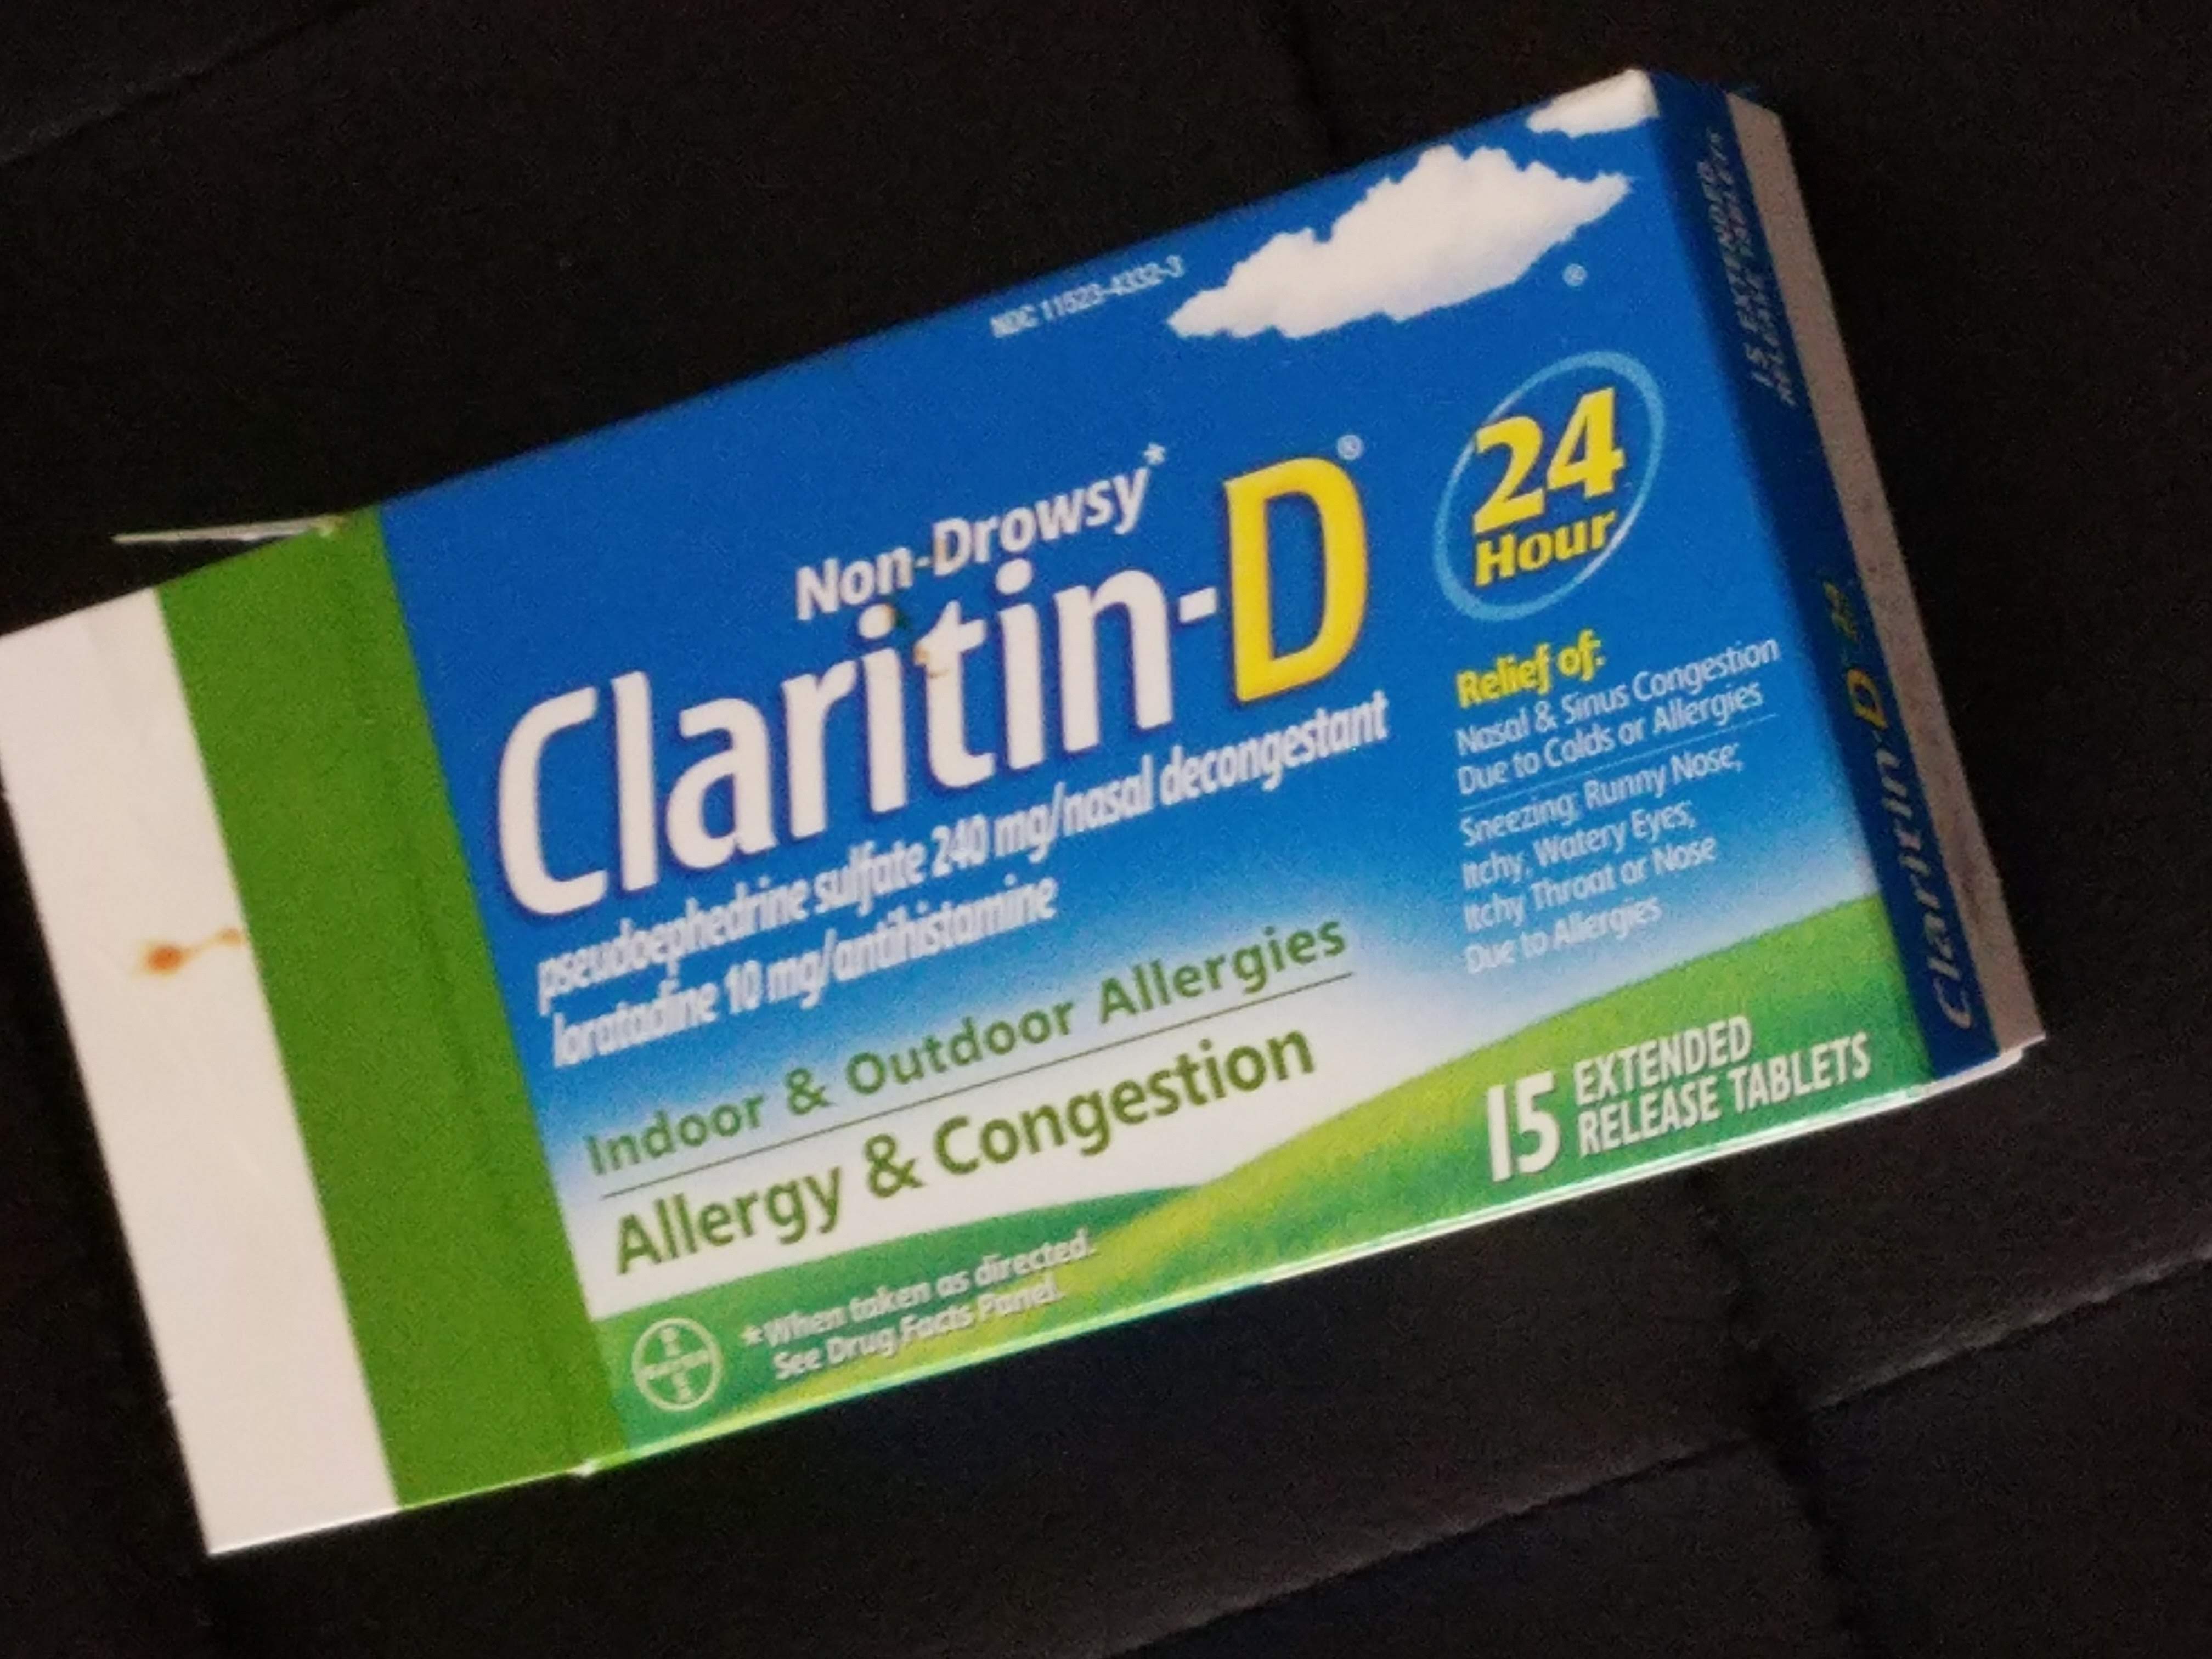 NDC 11523-4332-3
Non-Drowsy*
Claritin-D®
24
Hour
pseudoephedrine sulfate 240 mg/nasal decongestant
loratadine 10 mg/antihistamine
Relief of:
Nasal & Sinus Congestion
Due to Colds or Allergies
Sneezing, Runny Nose,
Itchy, Watery Eyes,
Itchy Throat or Nose
Due to Allergies
Indoor & Outdoor Allergies
Allergy & Congestion
BAYER
*When taken as directed.
See Drug Facts Panel.
15 EXTENDED
RELEASE TABLETS
®
Claritin-D 24
15 EXTENDED
RELEASE TABLETS